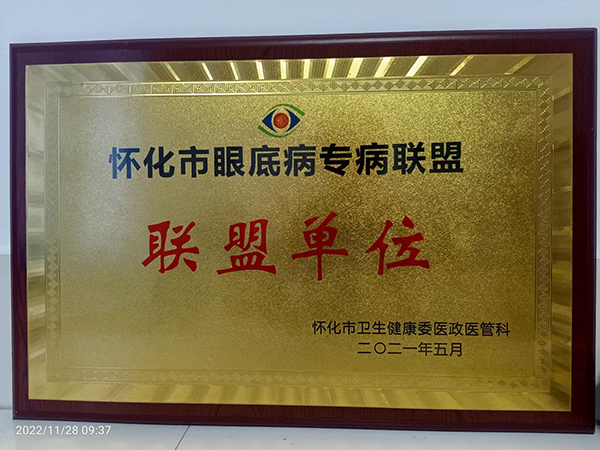 怀化市眼底病专病联盟
联盟单位
怀化市卫生健康委医政医管科
二〇二一年五月
2022/11/28 09:37